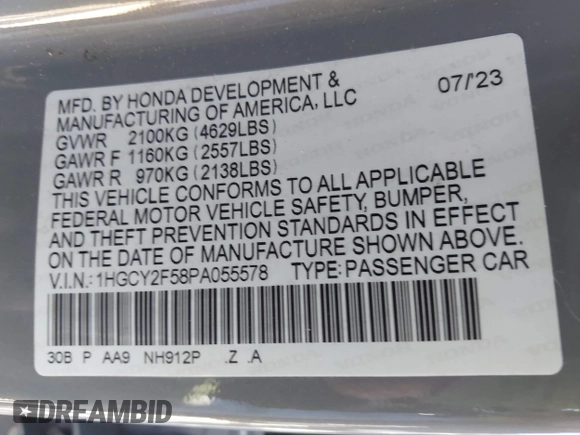 MFD. BY HONDA DEVELOPMENT & 07/'23
MANUFACTURING OF AMERICA, LLC
GVWR 2100KG (4629LBS)
GAWR F 1160KG (2557LBS)
GAWR R 970KG (2138LBS)
THIS VEHICLE CONFORMS TO ALL APPLICABLE
FEDERAL MOTOR VEHICLE SAFETY, BUMPER,
AND THEFT PREVENTION STANDARDS IN EFFECT
ON THE DATE OF MANUFACTURE SHOWN ABOVE.
V.I.N.: 1HGCY2F58PA055578 TYPE: PASSENGER CAR
30B P AA9 NH912P .Z .A
DREAMBID